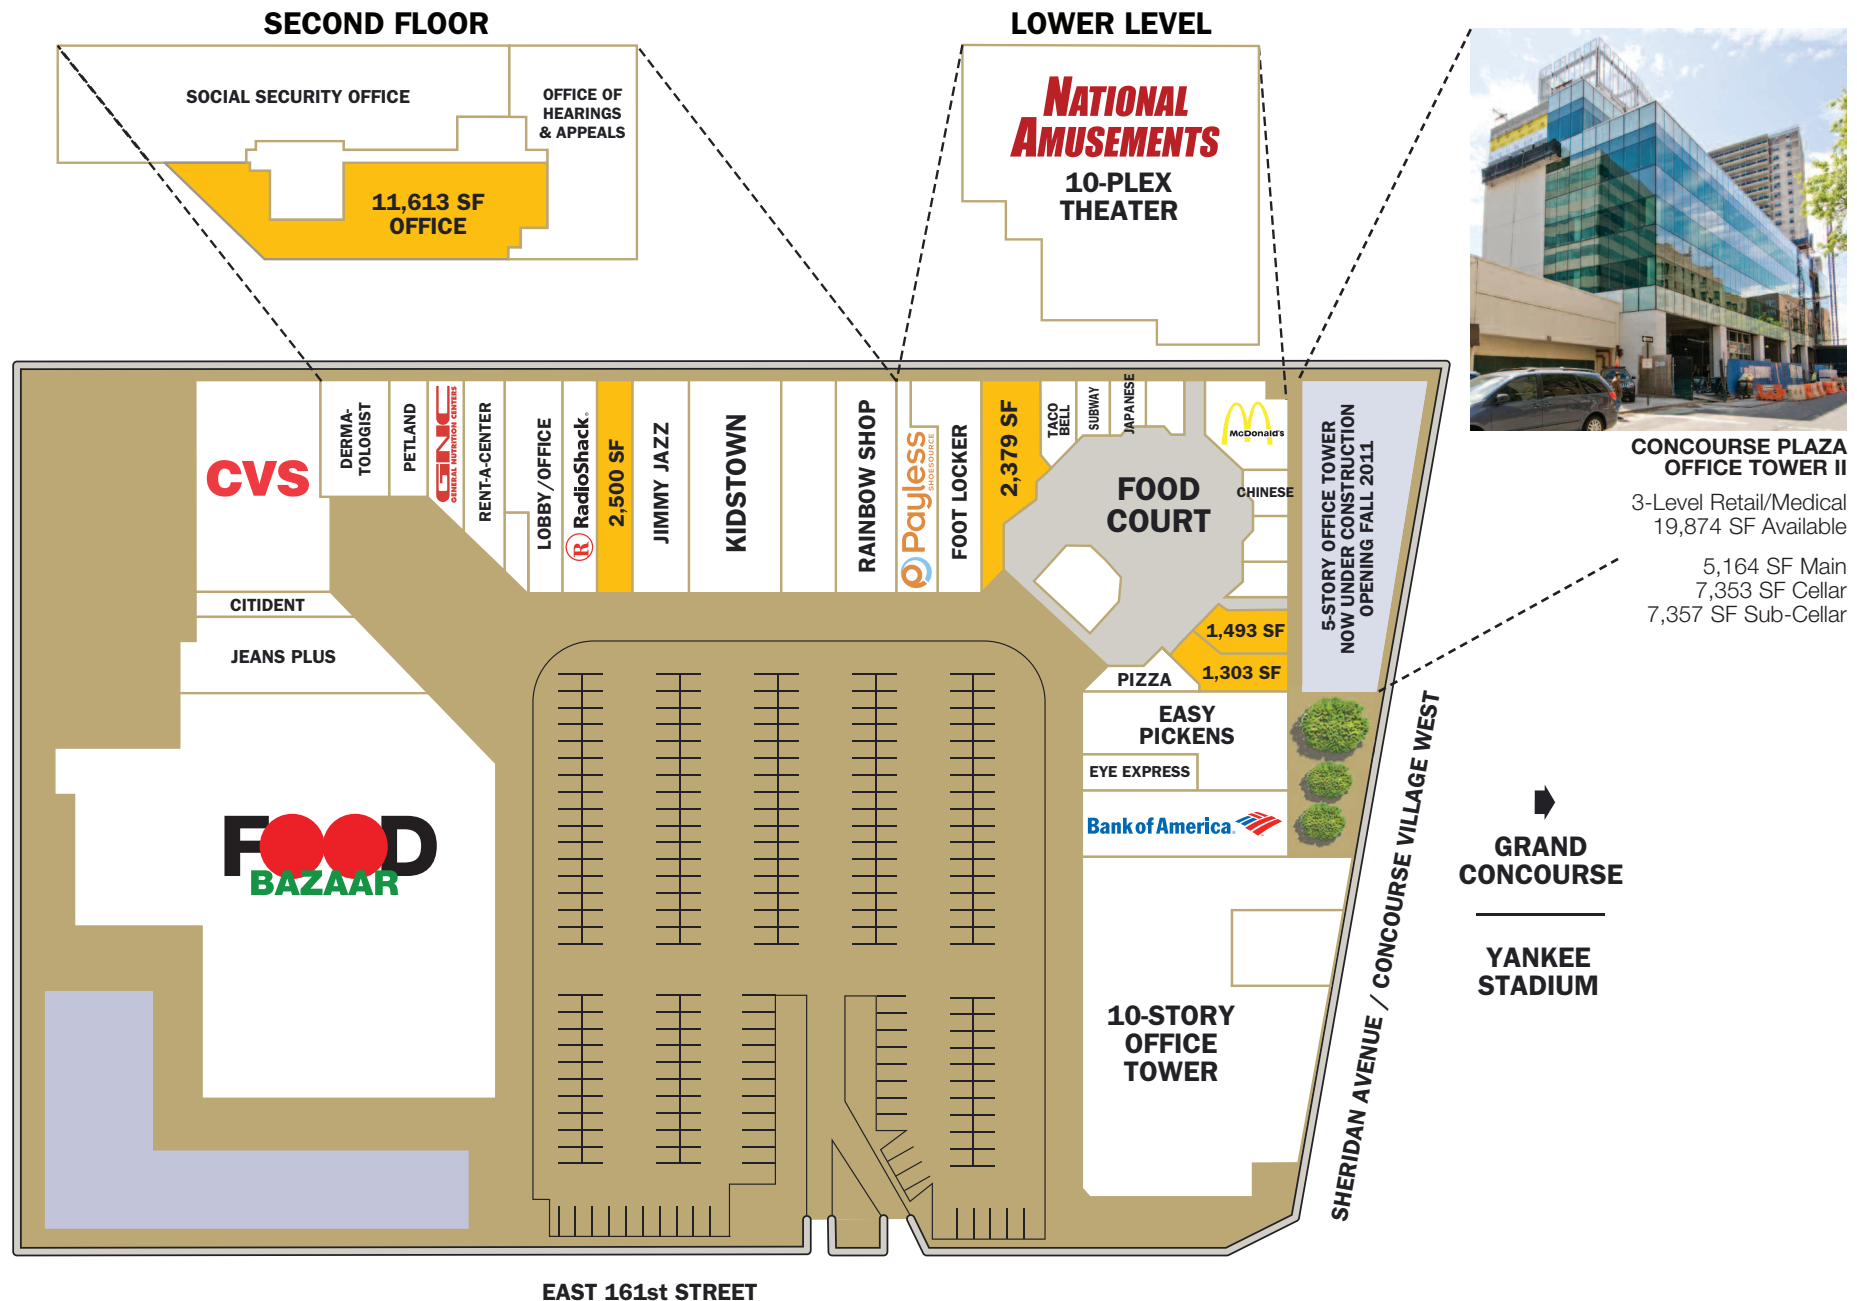 SECOND FLOOR
LOWER LEVEL
SOCIAL SECURITY OFFICE
OFFICE OF
HEARINGS
& APPEALS
11,613 SF
OFFICE
NATIONAL
AMUSEMENTS
10-PLEX
THEATER
CONCOURSE PLAZA
OFFICE TOWER II
3-Level Retail/Medical
19,874 SF Available
5,164 SF Main
7,353 SF Cellar
7,357 SF Sub-Cellar
CVS
DERMA-
TOLOGIST
PETLAND
GNC
GENERAL NUTRITION CENTERS
RENT-A-CENTER
LOBBY/OFFICE
R RadioShack.
2,500 SF
JIMMY JAZZ
KIDSTOWN
RAINBOW SHOP
Payless
SHOESOURCE
FOOT LOCKER
2,379 SF
TACO
BELL
SUBWAY
JAPANESE
McDonald's
CHINESE
FOOD
COURT
5-STORY OFFICE TOWER
NOW UNDER CONSTRUCTION
OPENING FALL 2011
CITIDENT
JEANS PLUS
1,493 SF
1,303 SF
PIZZA
EASY
PICKENS
EYE EXPRESS
Bank of America
FOOD
BAZAAR
10-STORY
OFFICE
TOWER
SHERIDAN AVENUE / CONCOURSE VILLAGE WEST
GRAND
CONCOURSE
YANKEE
STADIUM
EAST 161st STREET